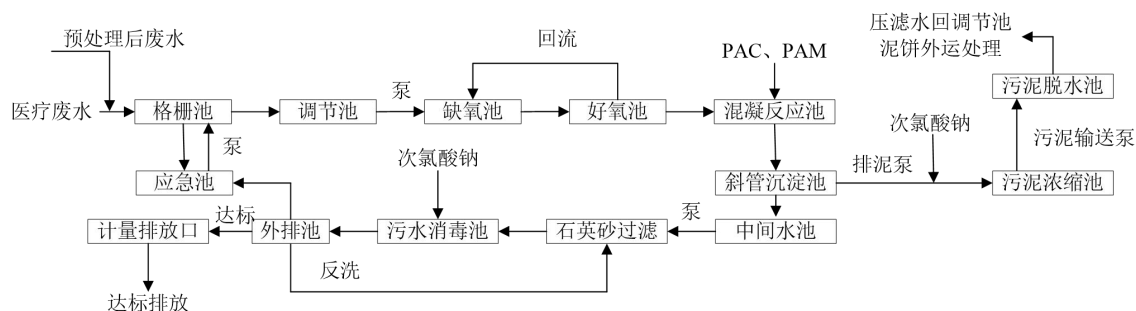 预处理后废水
医疗废水
格栅池
调节池
泵
缺氧池
回流
好氧池
PAC、PAM
混凝反应池
压滤水回调节池
泥饼外运处理
污泥脱水池
次氯酸钠
污泥输送泵
泵
应急池
次氯酸钠
斜管沉淀池
排泥泵
污泥浓缩池
计量排放口
达标
外排池
污水消毒池
石英砂过滤
泵
中间水池
反洗
达标排放